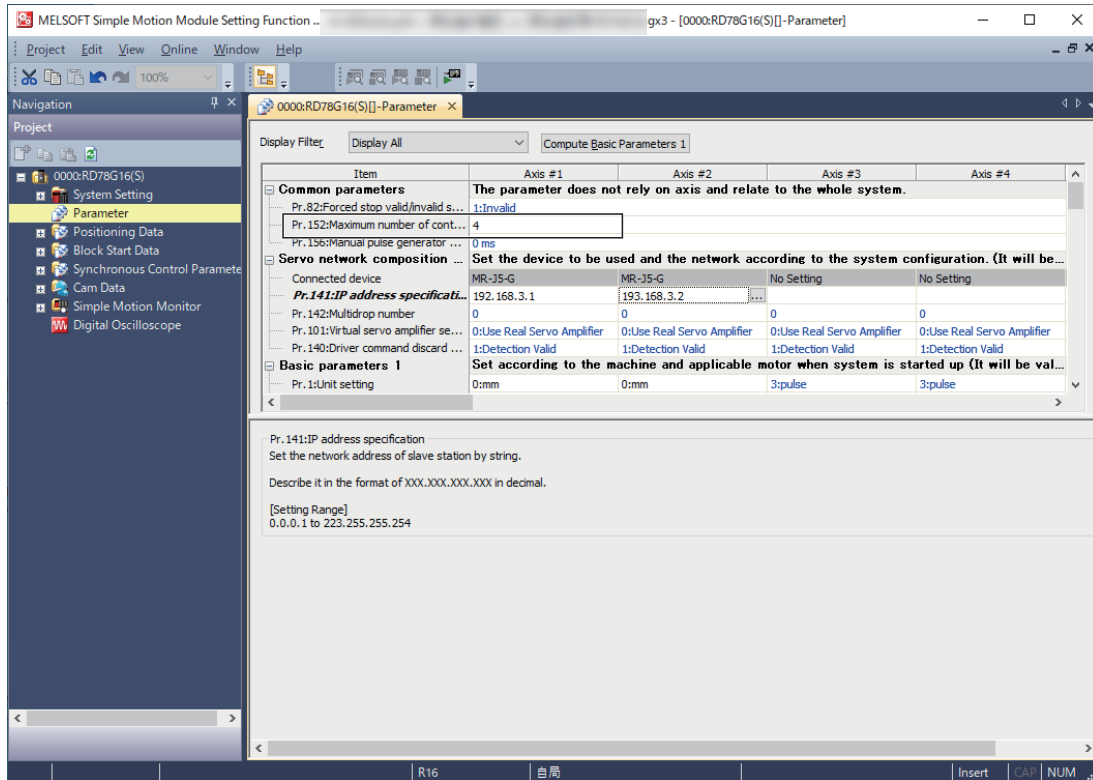 MELSOFT Simple Motion Module Setting Function .. gx3 - [0000:RD78G16(S)[]-Parameter]
Project Edit View Online Window Help
100%
Navigation
Project
0000:RD78G16(S)
System Setting
Parameter
Positioning Data
Block Start Data
Synchronous Control Paramete
Cam Data
Simple Motion Monitor
Digital Oscilloscope
0000:RD78G16(S)[]-Parameter
Display Filter Display All Compute Basic Parameters 1
Item Axis #1 Axis #2 Axis #3 Axis #4
Common parameters The parameter does not rely on axis and relate to the whole system.
Pr.82:Forced stop valid/invalid s... 1:Invalid
Pr.152:Maximum number of cont... 4
Pr.156:Manual pulse generator ... 0 ms
Servo network composition ... Set the device to be used and the network according to the system configuration. (It will be...
Connected device MR-J5-G MR-J5-G No Setting No Setting
Pr.141:IP address specificati... 192.168.3.1 193.168.3.2 ...
Pr.142:Multidrop number 0 0 0 0
Pr.101:Virtual servo amplifier se... 0:Use Real Servo Amplifier 0:Use Real Servo Amplifier 0:Use Real Servo Amplifier 0:Use Real Servo Amplifier
Pr.140:Driver command discard ... 1:Detection Valid 1:Detection Valid 1:Detection Valid 1:Detection Valid
Basic parameters 1 Set according to the machine and applicable motor when system is started up (It will be val...
Pr.1:Unit setting 0:mm 0:mm 3:pulse 3:pulse
Pr.141:IP address specification
Set the network address of slave station by string.
Describe it in the format of XXX.XXX.XXX.XXX in decimal.
[Setting Range]
0.0.0.1 to 223.255.255.254
R16 自局 Insert CAP NUM